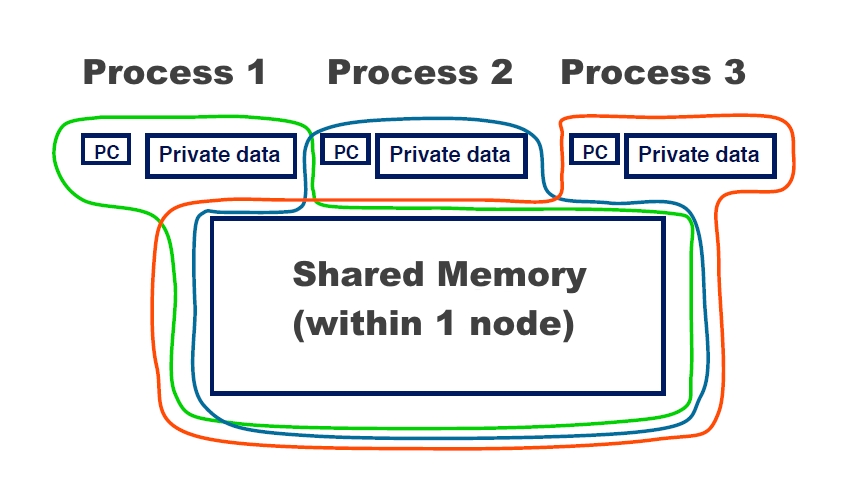 Process 1 Process 2 Process 3
PC Private data PC Private data PC Private data
Shared Memory
(within 1 node)